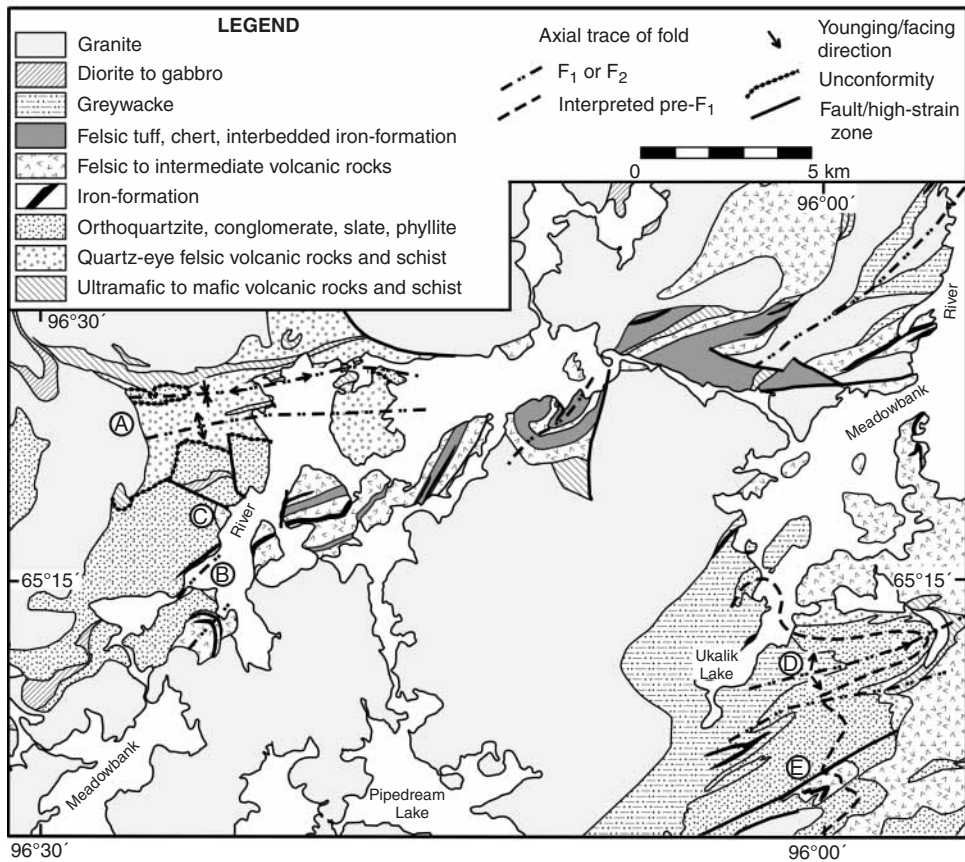 LEGEND
Granite
Diorite to gabbro
Greywacke
Felsic tuff, chert, interbedded iron-formation
Felsic to intermediate volcanic rocks
Iron-formation
Orthoquartzite, conglomerate, slate, phyllite
Quartz-eye felsic volcanic rocks and schist
Ultramafic to mafic volcanic rocks and schist
Axial trace of fold
F₁ or F₂
Interpreted pre-F₁
Younging/facing
direction
Unconformity
Fault/high-strain
zone
0 5 km
96°00´
96°30´
River
Meadowbank
A
C
River
B
65°15´
65°15´
Ukalik
Lake
D
E
Meadowbank
Pipedream
Lake
96°30´
96°00´